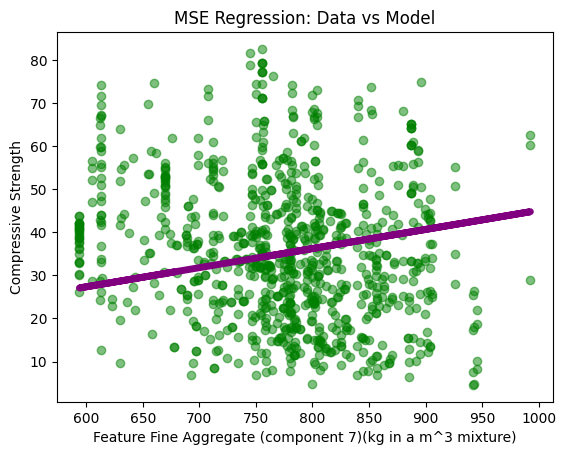 MSE Regression: Data vs Model
Compressive Strength
80
70
60
50
40
30
20
10
600 650 700 750 800 850 900 950 1000
Feature Fine Aggregate (component 7)(kg in a m^3 mixture)